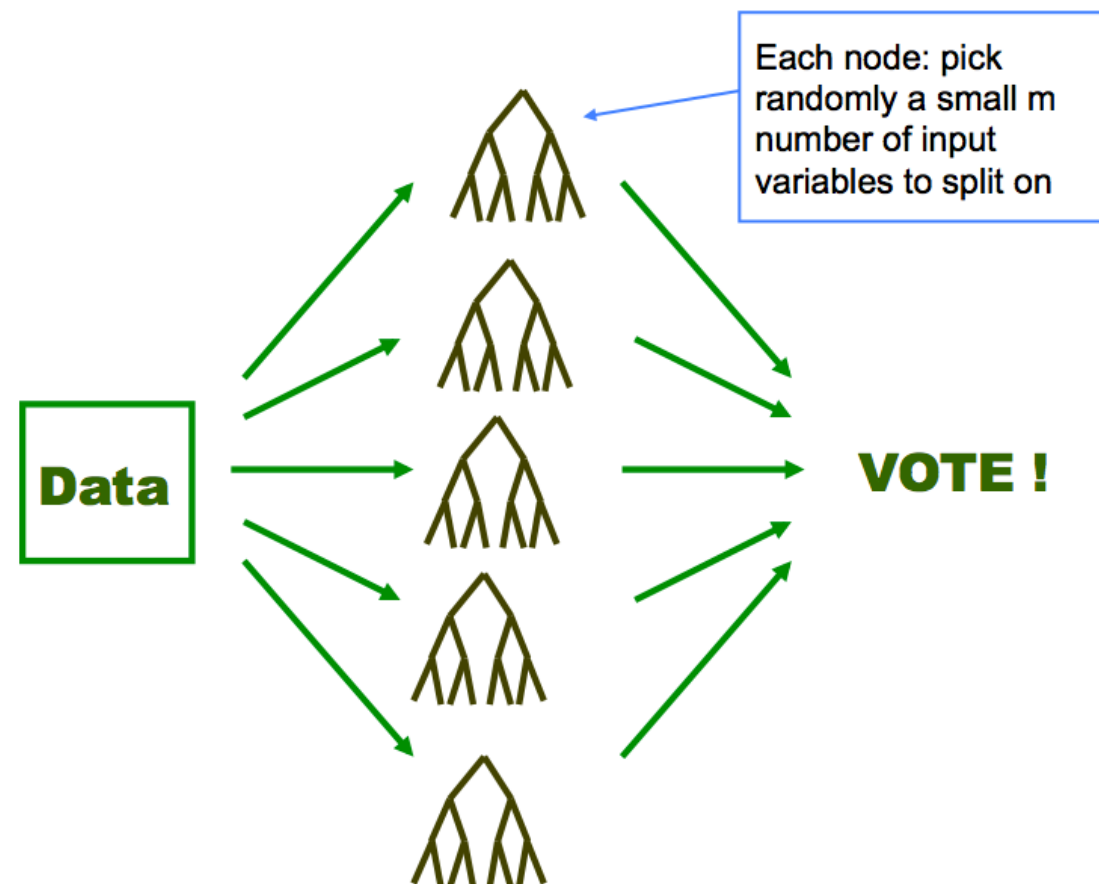 Each node: pick
randomly a small m
number of input
variables to split on
Data
VOTE !